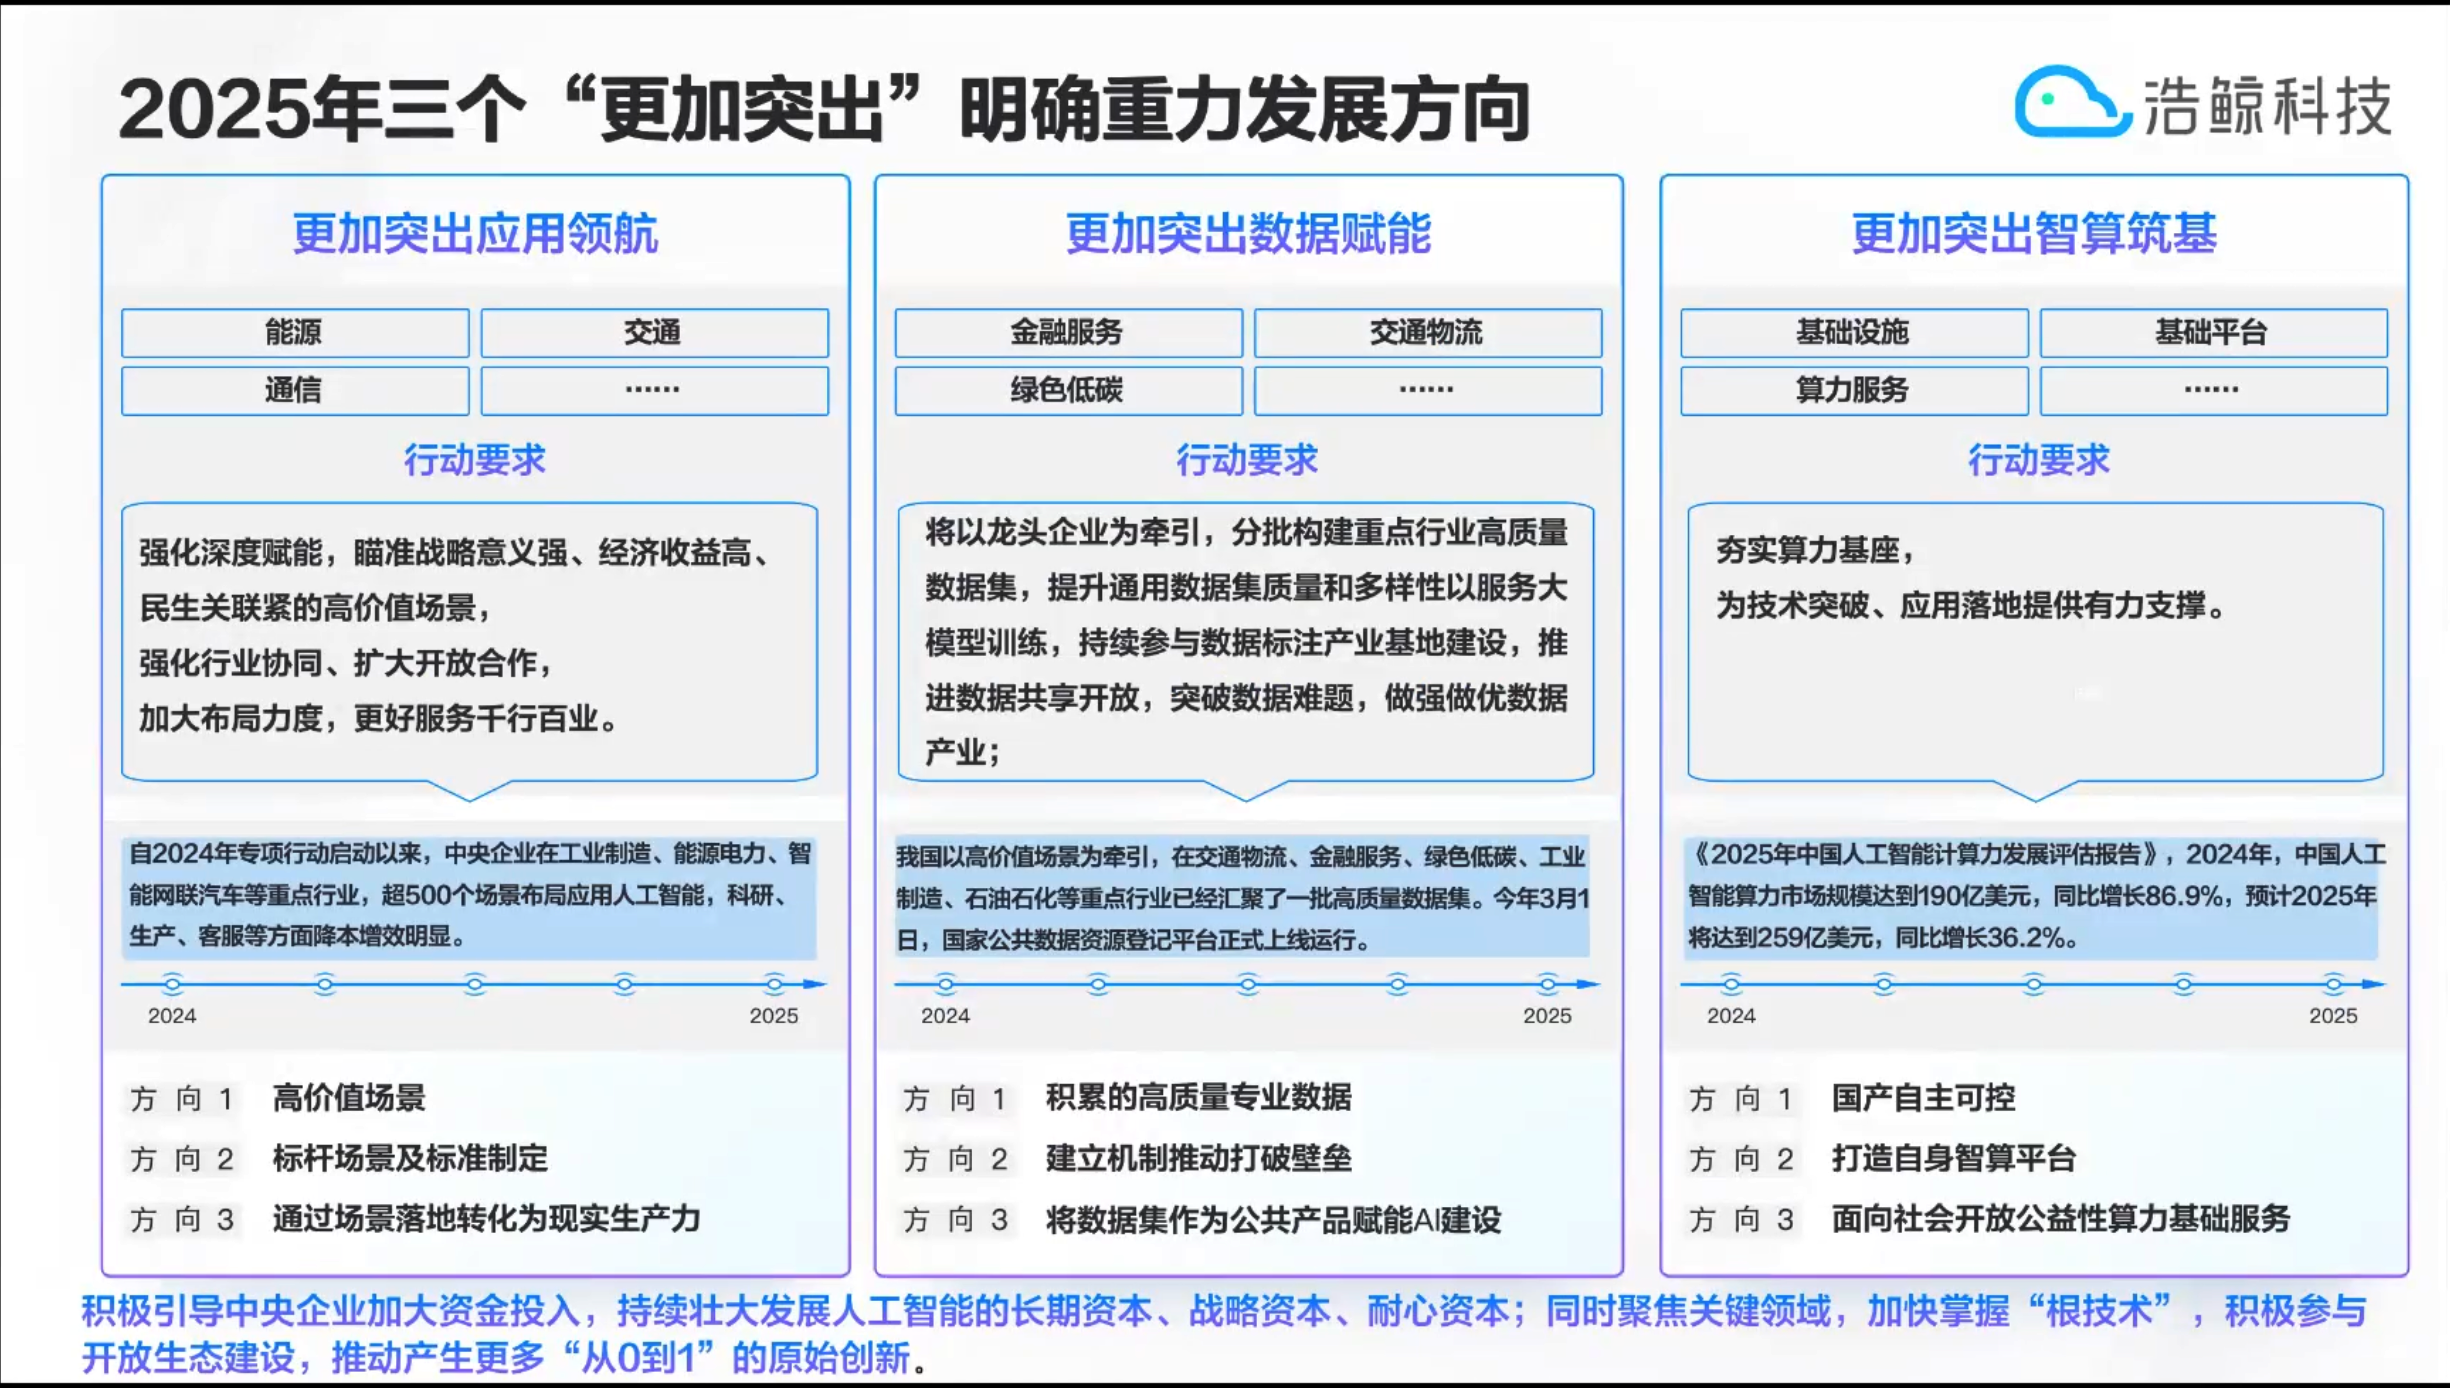 2025年三个“更加突出”明确重力发展方向
浩鲸科技
更加突出应用领航
能源
交通
通信
······
行动要求
强化深度赋能，瞄准战略意义强、经济收益高、
民生关联紧的高价值场景，
强化行业协同、扩大开放合作，
加大布局力度，更好服务千行百业。
自2024年专项行动启动以来，中央企业在工业制造、能源电力、智
能网联汽车等重点行业，超500个场景布局应用人工智能，科研、
生产、客服等方面降本增效明显。
2024
2025
方 向 1 高价值场景
方 向 2 标杆场景及标准制定
方 向 3 通过场景落地转化为现实生产力
更加突出数据赋能
金融服务
交通物流
绿色低碳
······
行动要求
将以龙头企业为牵引，分批构建重点行业高质量
数据集，提升通用数据集质量和多样性以服务大
模型训练，持续参与数据标注产业基地建设，推
进数据共享开放，突破数据难题，做强做优数据
产业；
我国以高价值场景为牵引，在交通物流、金融服务、绿色低碳、工业
制造、石油石化等重点行业已经汇聚了一批高质量数据集。今年3月1
日，国家公共数据资源登记平台正式上线运行。
2024
2025
方 向 1 积累的高质量专业数据
方 向 2 建立机制推动打破壁垒
方 向 3 将数据集作为公共产品赋能AI建设
更加突出智算筑基
基础设施
基础平台
算力服务
······
行动要求
夯实算力基座，
为技术突破、应用落地提供有力支撑。
《2025年中国人工智能计算力发展评估报告》，2024年，中国人工
智能算力市场规模达到190亿美元，同比增长86.9%，预计2025年
将达到259亿美元，同比增长36.2%。
2024
2025
方 向 1 国产自主可控
方 向 2 打造自身智算平台
方 向 3 面向社会开放公益性算力基础服务
积极引导中央企业加大资金投入，持续壮大发展人工智能的长期资本、战略资本、耐心资本；同时聚焦关键领域，加快掌握“根技术”，积极参与
开放生态建设，推动产生更多“从0到1”的原始创新。